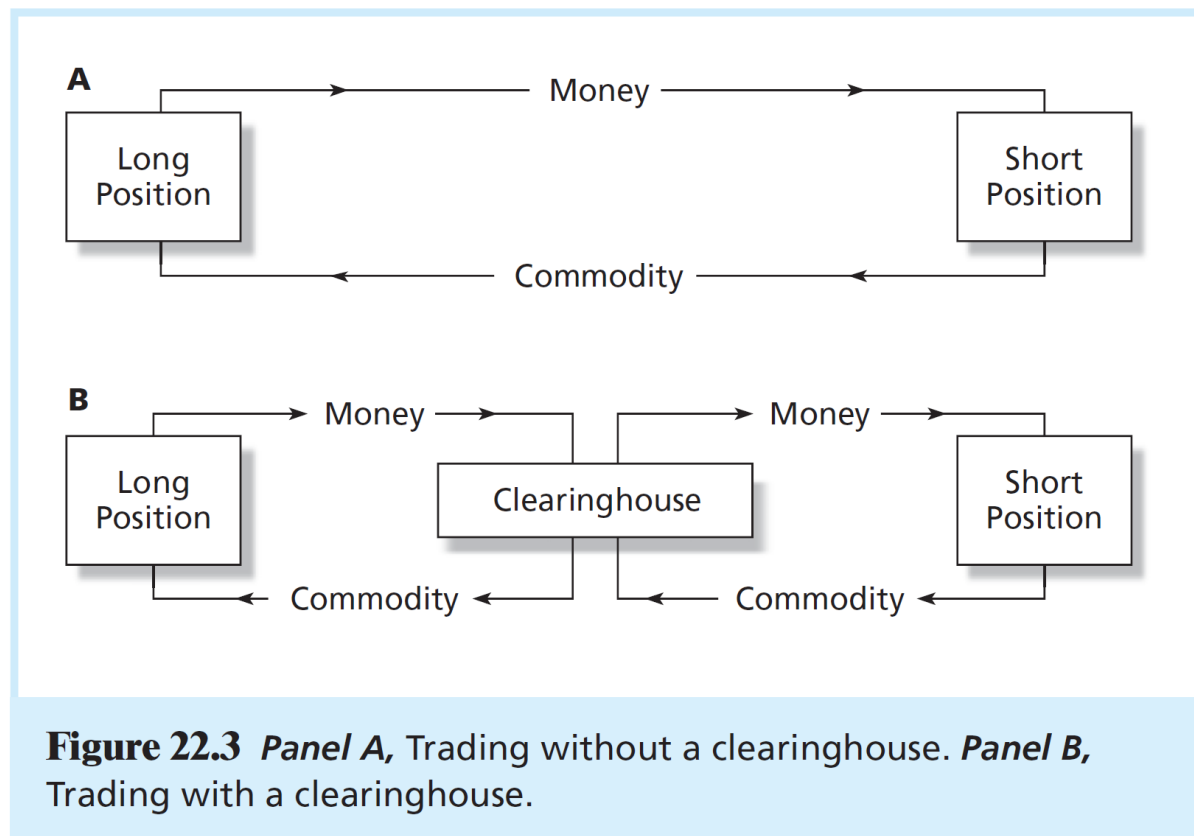 A
Money
Long
Position
Short
Position
Commodity
B
Money
Money
Long
Position
Clearinghouse
Short
Position
Commodity
Commodity
Figure 22.3 Panel A, Trading without a clearinghouse. Panel B,
Trading with a clearinghouse.